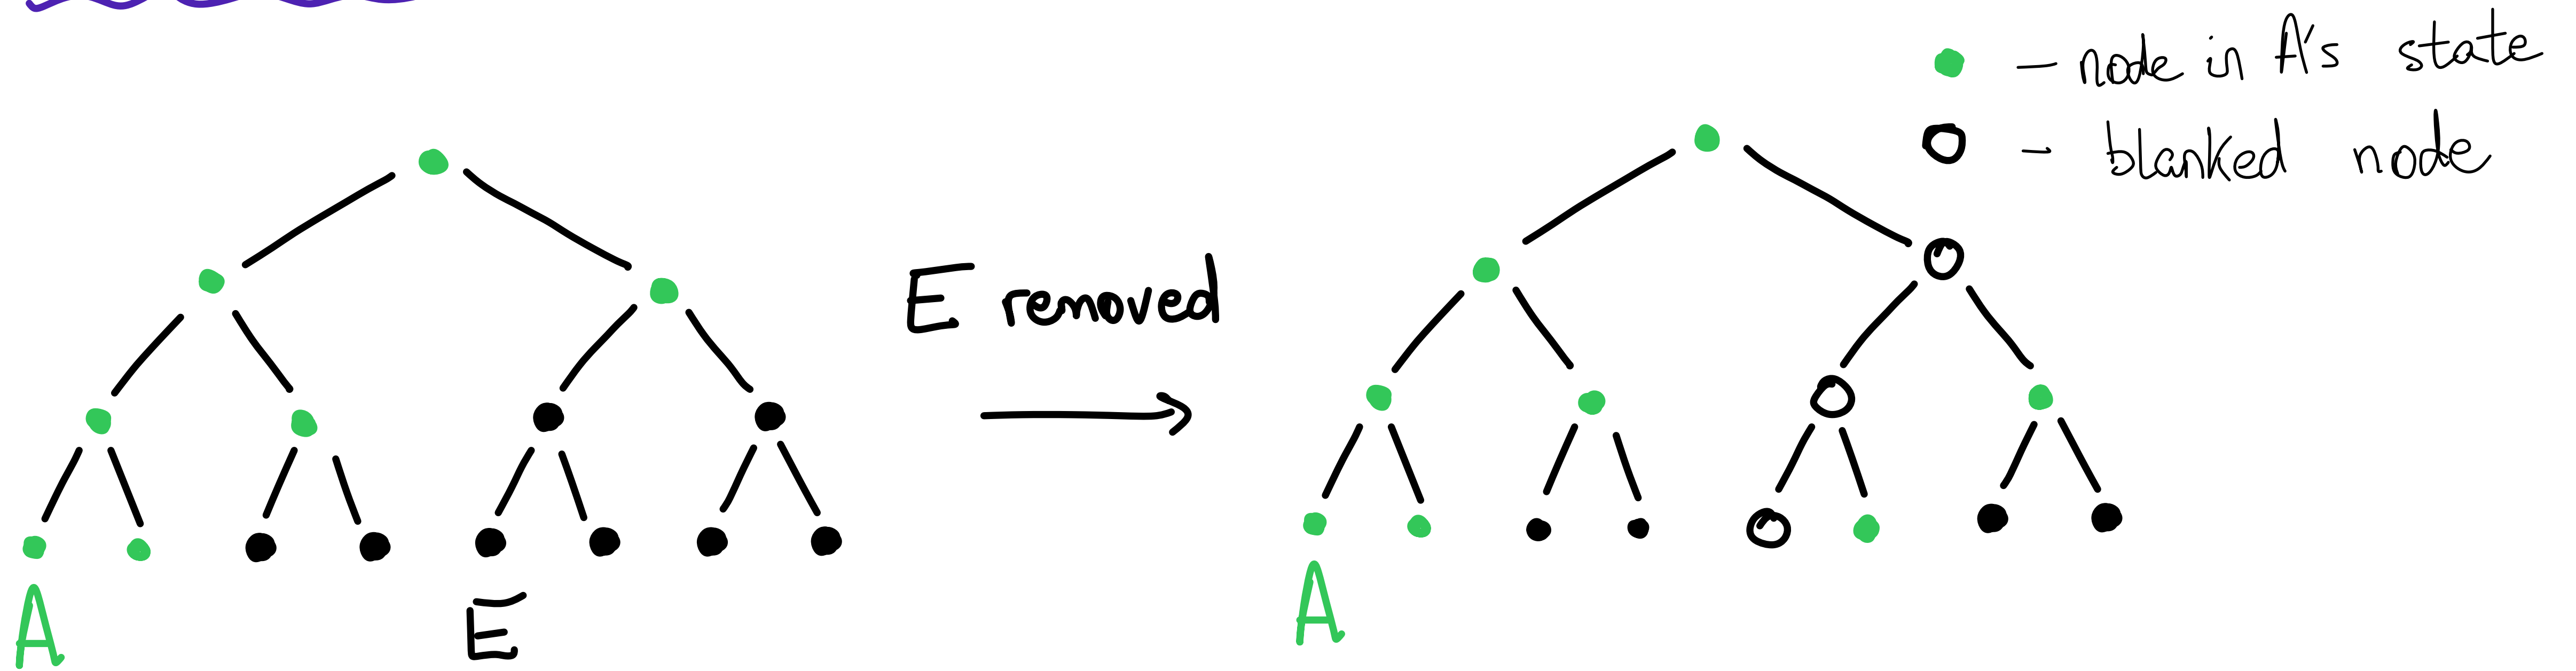 — node in A's state
- blanked node
E removed
A
E
A